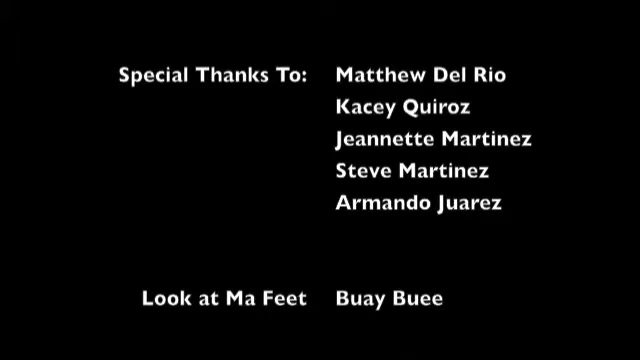 Special Thanks To: Matthew Del Rio
Kacey Quiroz
Jeannette Martinez
Steve Martinez
Armando Juarez
Look at Ma Feet Buay Buee